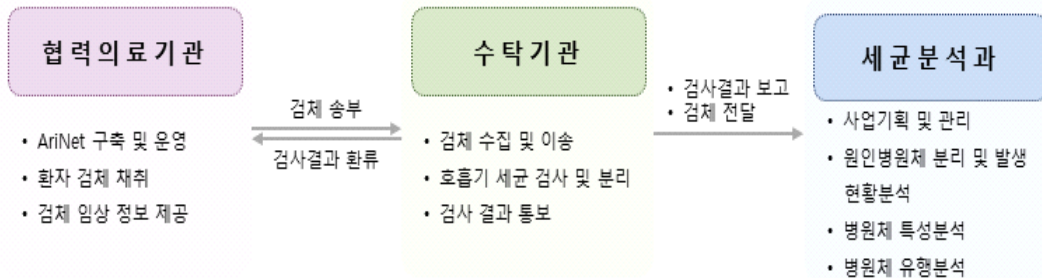 협력의료기관
• AriNet 구축 및 운영
• 환자 검체 채취
• 검체 임상 정보 제공
검체 송부
검사결과 환류
수탁기관
• 검체 수집 및 이송
• 호흡기 세균 검사 및 분리
• 검사 결과 통보
• 검사결과 보고
• 검체 전달
세균분석과
• 사업기획 및 관리
• 원인병원체 분리 및 발생
현황분석
• 병원체 특성분석
• 병원체 유행분석